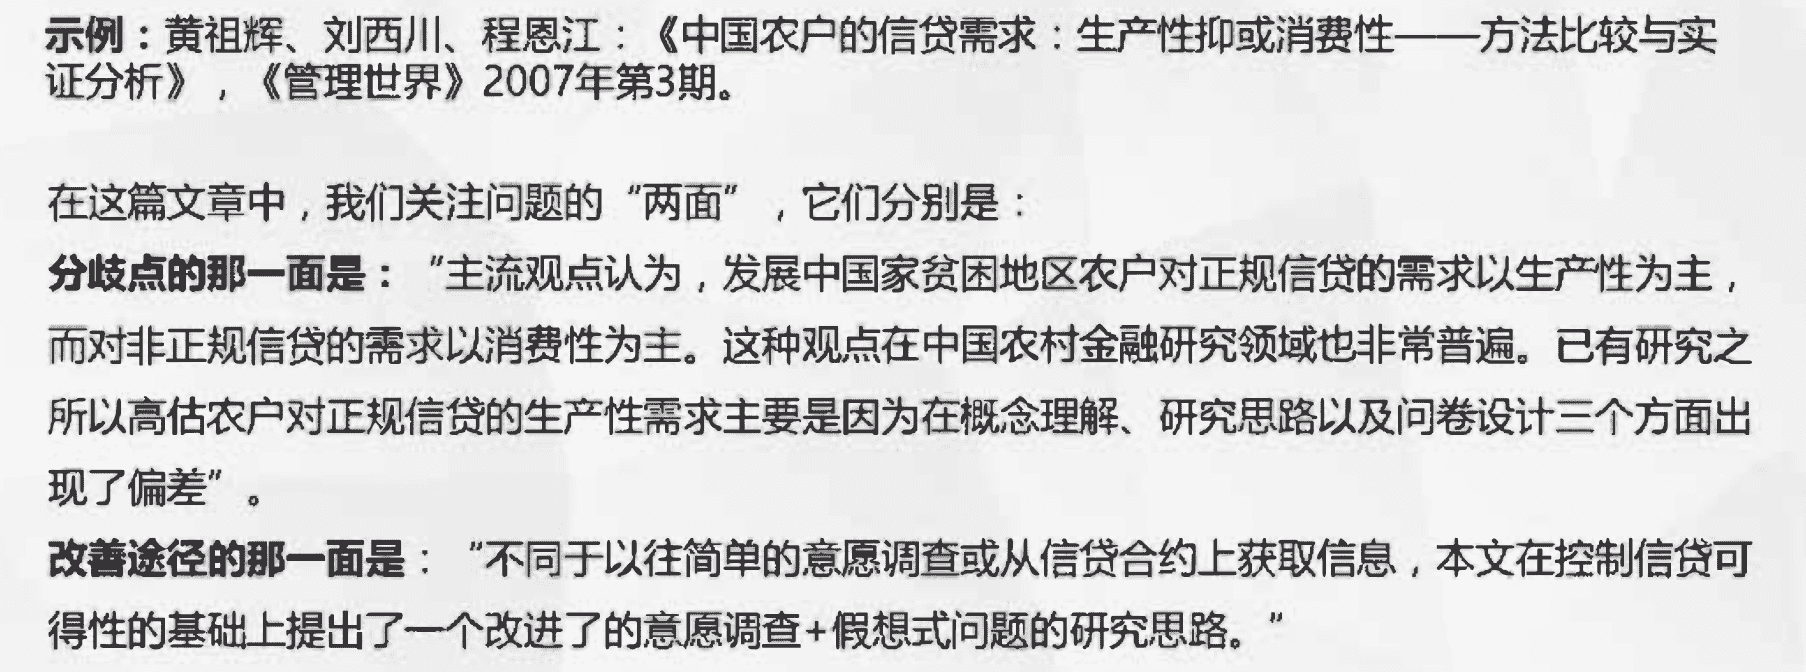 示例：黄祖辉、刘西川、程恩江：《中国农户的信贷需求：生产性抑或消费性——方法比较与实
证分析》，《管理世界》2007年第3期。
在这篇文章中，我们关注问题的“两面”，它们分别是：
分歧点的那一面是：“主流观点认为，发展中国家贫困地区农户对正规信贷的需求以生产性为主，
而对非正规信贷的需求以消费性为主。这种观点在中国农村金融研究领域也非常普遍。已有研究之
所以高估农户对正规信贷的生产性需求主要是因为在概念理解、研究思路以及问卷设计三个方面出
现了偏差”。
改善途径的那一面是：“不同于以往简单的意愿调查或从信贷合约上获取信息，本文在控制信贷可
得性的基础上提出了一个改进了的意愿调查+假想式问题的研究思路。”